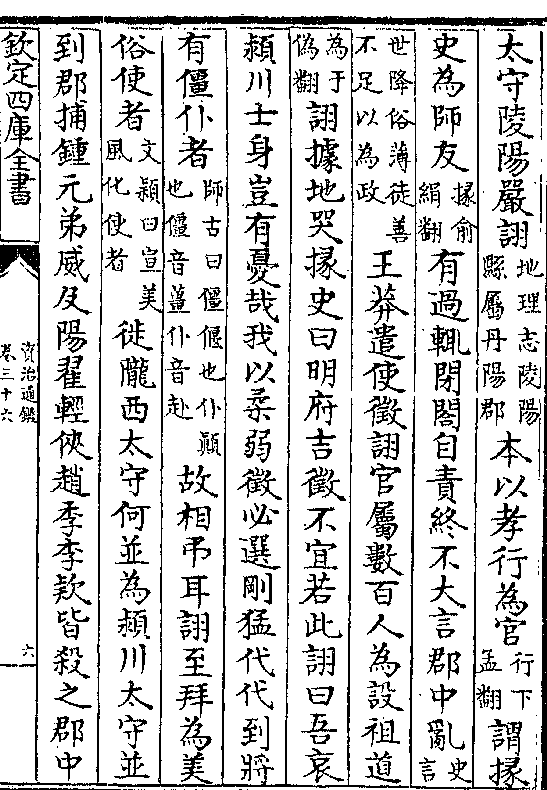 太守陵陽嚴詡地理志陵陽縣屬丹陽郡本以孝行為官行下孟翻謂掾
史為師友掾俞絹翻有過輒閉閤自責終不大言郡中亂史言
世降俗薄徒善不足以為政王莽遣使徵詡官屬數百人為設祖道
為于偽翻詡據地哭掾史曰明府吉徵不宜若此詡曰吾哀
潁川士身豈有憂哉我以柔弱徵必選剛猛代代到將
有僵仆者師古曰僵偃也仆顚也僵音薑仆音赴故相弔耳詡至拜為美
俗使者文穎曰宣美風化使者徙隴西太守何並為潁川太守並
到郡捕鍾元弟威及陽翟輕俠趙季李欵皆殺之郡中
欽定四庫全書
資治通鑑
卷三十六
六